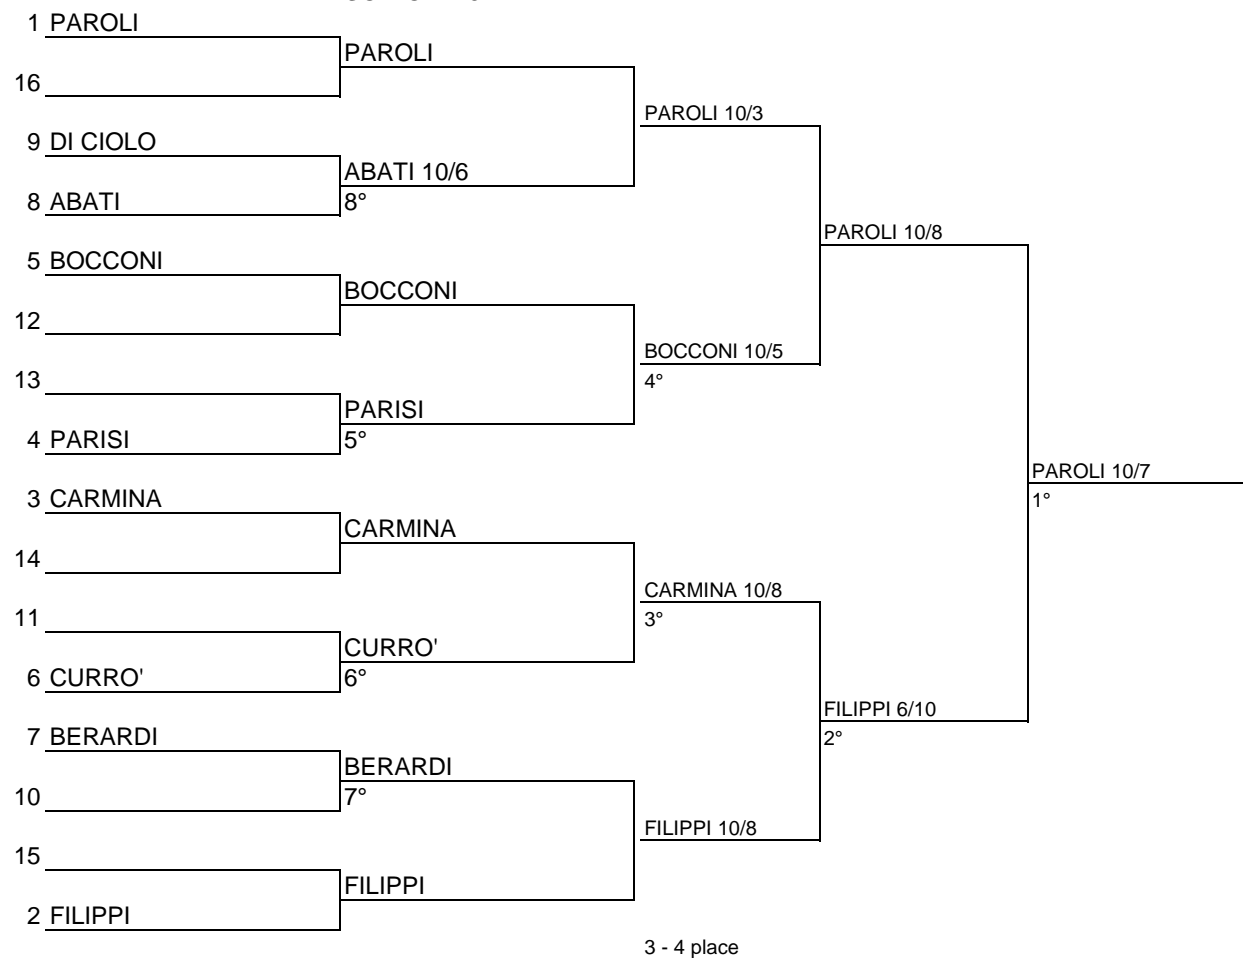 1 PAROLI
PAROLI
16
PAROLI 10/3
9 DI CIOLO
ABATI 10/6
8 ABATI
8°
PAROLI 10/8
5 BOCCONI
BOCCONI
12
BOCCONI 10/5
13
4°
PARISI
4 PARISI
5°
PAROLI 10/7
3 CARMINA
1°
CARMINA
14
CARMINA 10/8
11
3°
CURRO'
6 CURRO'
6°
FILIPPI 6/10
7 BERARDI
2°
BERARDI
10
7°
FILIPPI 10/8
15
FILIPPI
2 FILIPPI
3 - 4 place